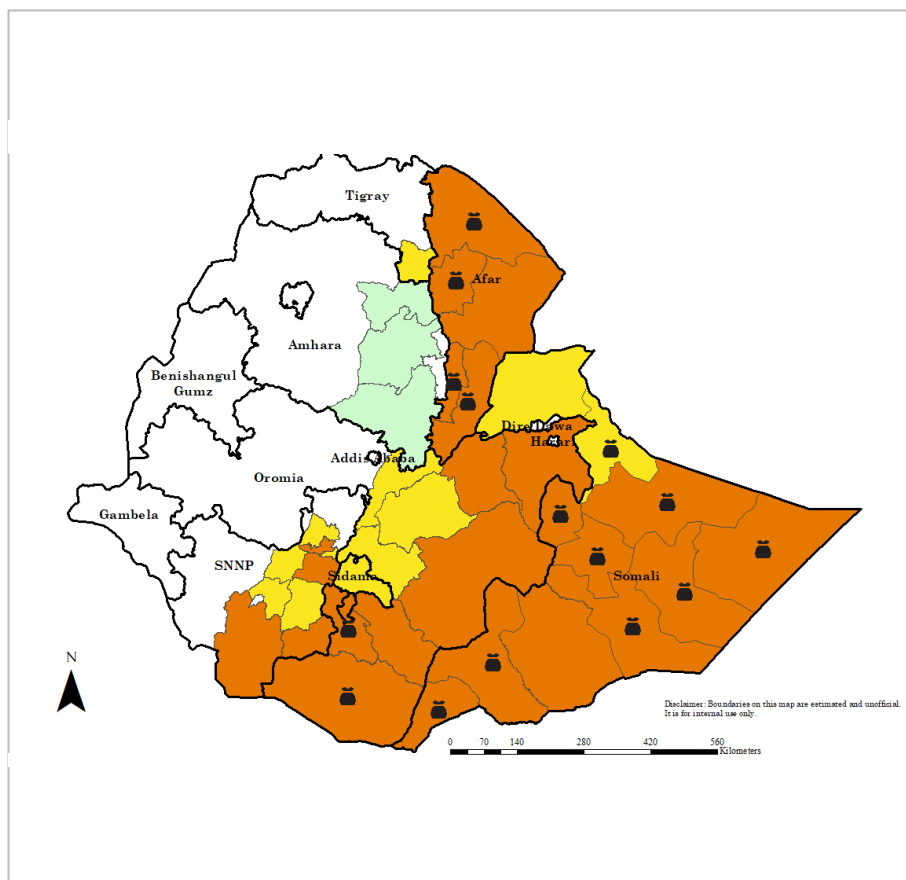 Tigray
Afar
Amhara
Benishangul
Gumz
Dire Dawa
Harar
Addis Ababa
Oromia
Gambela
SNNP
Sidama
Somali
N
Disclaimer: Boundaries on this map are estimated and unofficial.
It is for internal use only.
0 70 140 280 420 560
Kilometers